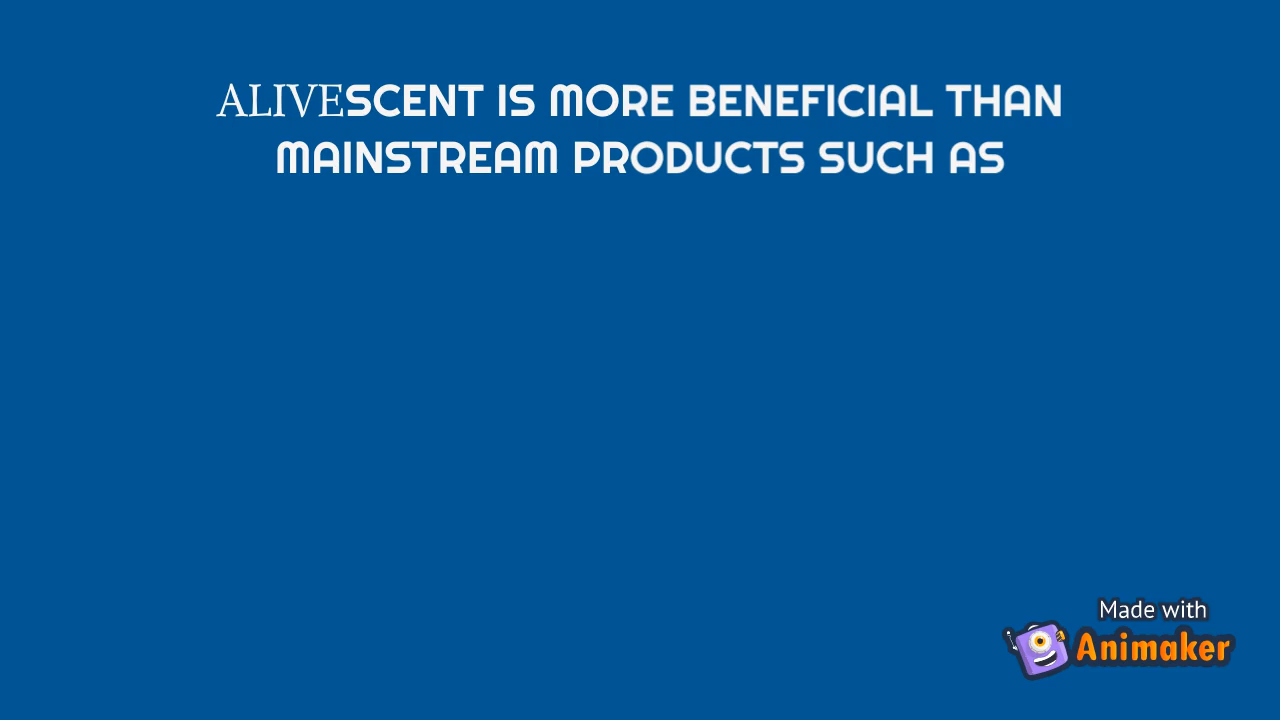 ALIVESCENT IS MORE BENEFICIAL THAN
MAINSTREAM PRODUCTS SUCH AS
Made with
Animaker